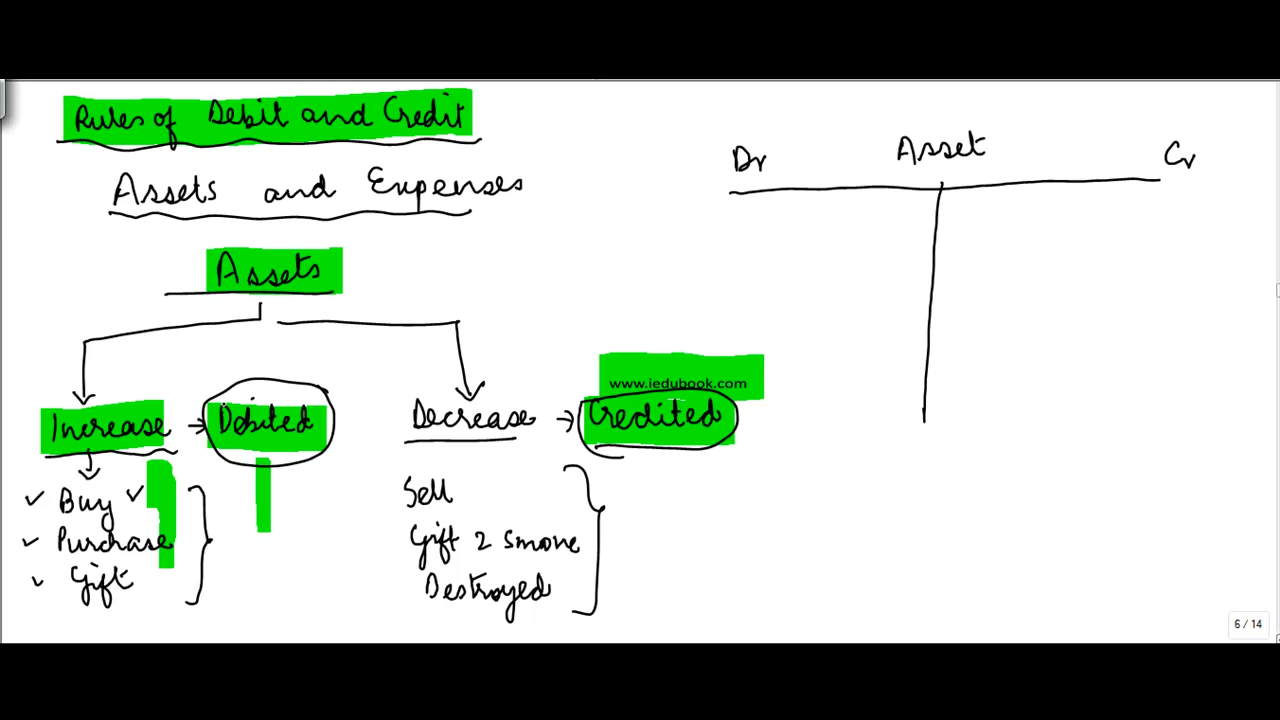 Rules of Debit and Credit
Assets and Expenses
Dr Asset Cr
Assets
www.iedubook.com
Increase → Debited
Decrease → Credited
✓ Buy ✓
✓ Purchase
✓ Gift
Sell
Gift 2 Smone
Destroyed
6 / 14